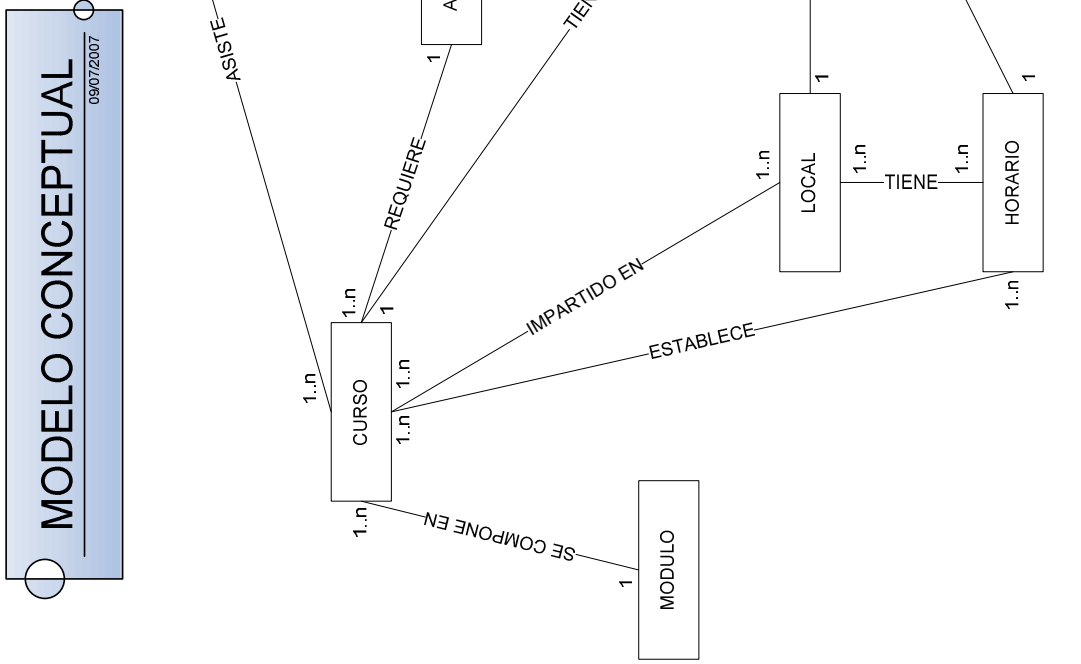 MODELO CONCEPTUAL
09/07/2007
ASISTE
A
1
REQUIERE
1..n
1
1..n
CURSO
1..n
1..n
1..n
IMPARTIDO EN
ESTABLECE
SE COMPONE EN
1
MODULO
1
1..n
LOCAL
1..n
TIENE
1..n
1
HORARIO
1..n